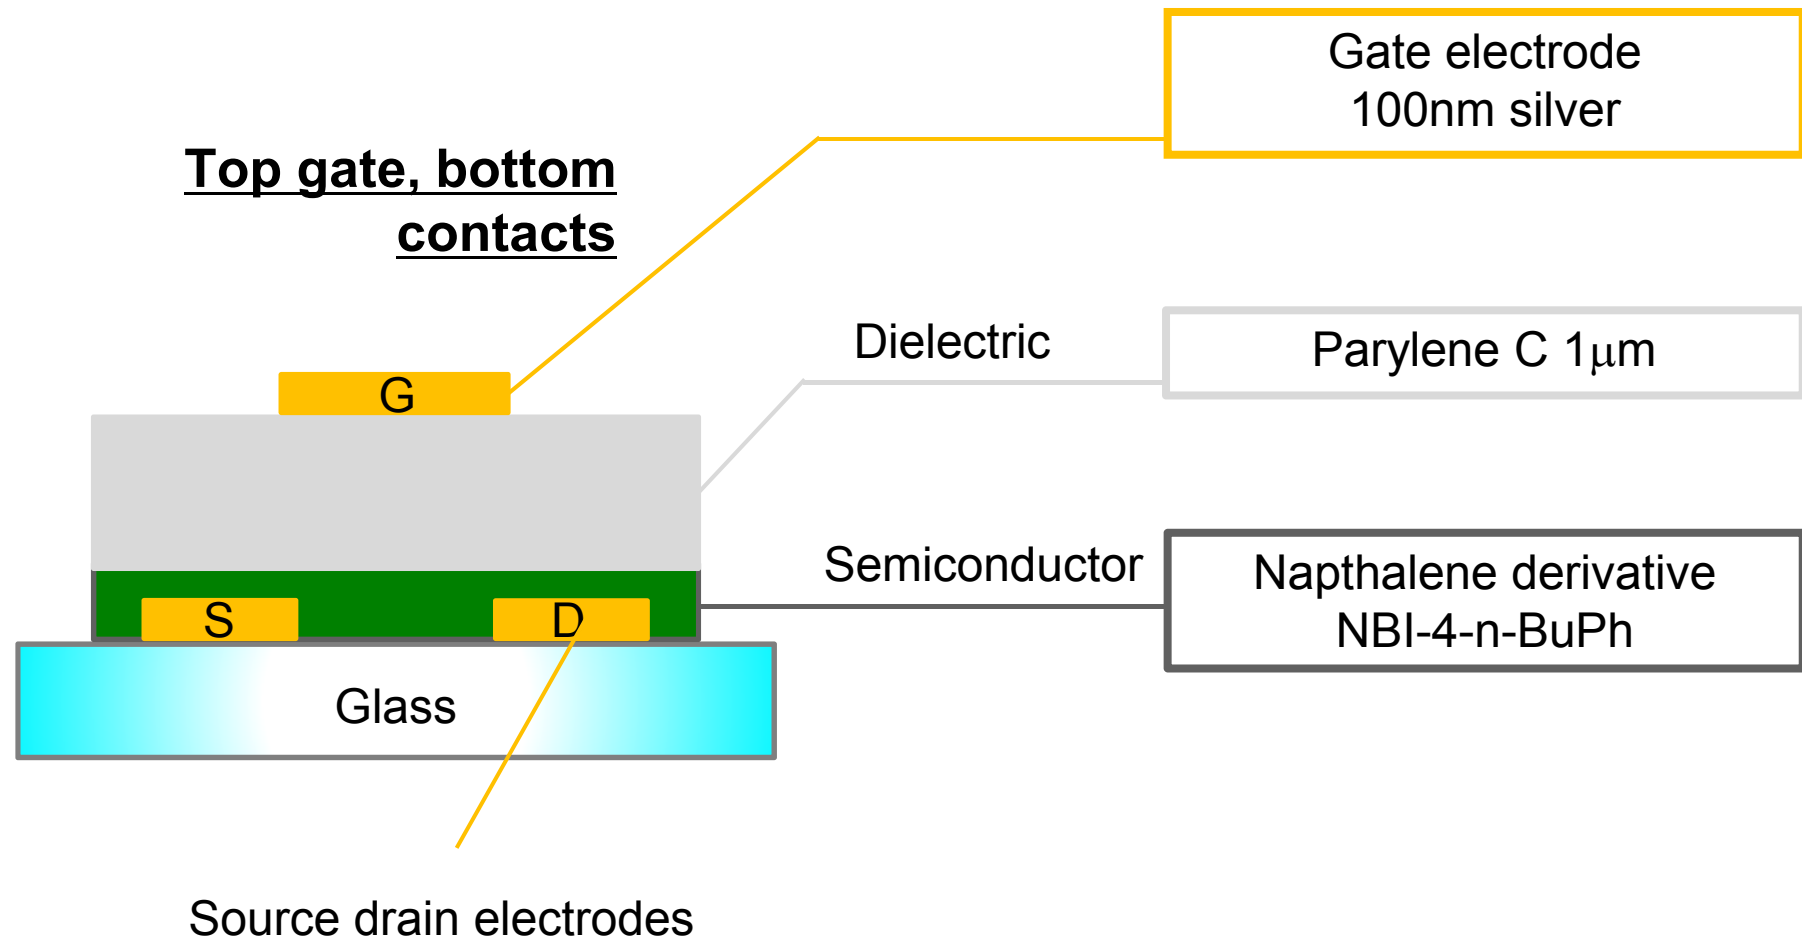 Gate electrode
100nm silver
Top gate, bottom
contacts
Dielectric
Parylene C 1μm
G
Semiconductor
Napthalene derivative
NBI-4-n-BuPh
S
D
Glass
Source drain electrodes